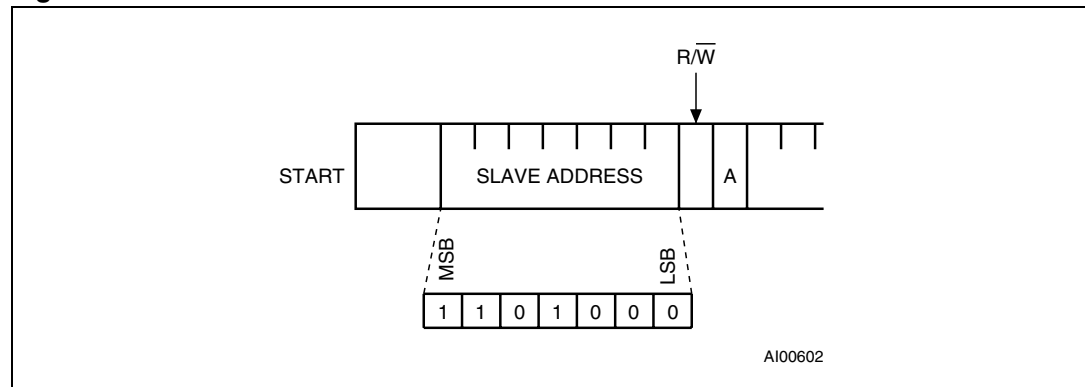 R/W̅
START
SLAVE ADDRESS
A
MSB
LSB
1 1 0 1 0 0 0
AI00602